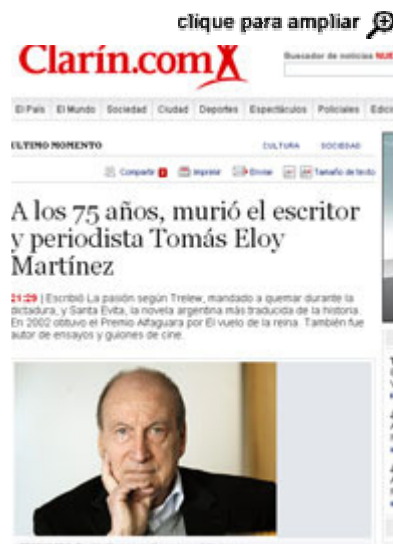 clique para ampliar
Clarín.com
Buscador de noticias
El País El Mundo Sociedad Ciudad Deportes Espectáculos Policiales
ULTIMO MOMENTO CULTURA SOCIEDAD
Compartir Imprimir Enviar Tamaño de texto
A los 75 años, murió el escritor
y periodista Tomás Eloy
Martínez
21:29 | Escribió La pasión según Trelew, mandado a quemar durante la
dictadura, y Santa Evita, la novela argentina más traducida de la historia.
En 2002 obtuvo el Premio Alfaguara por El vuelo de la reina. También fue
autor de ensayos y guiones de cine.